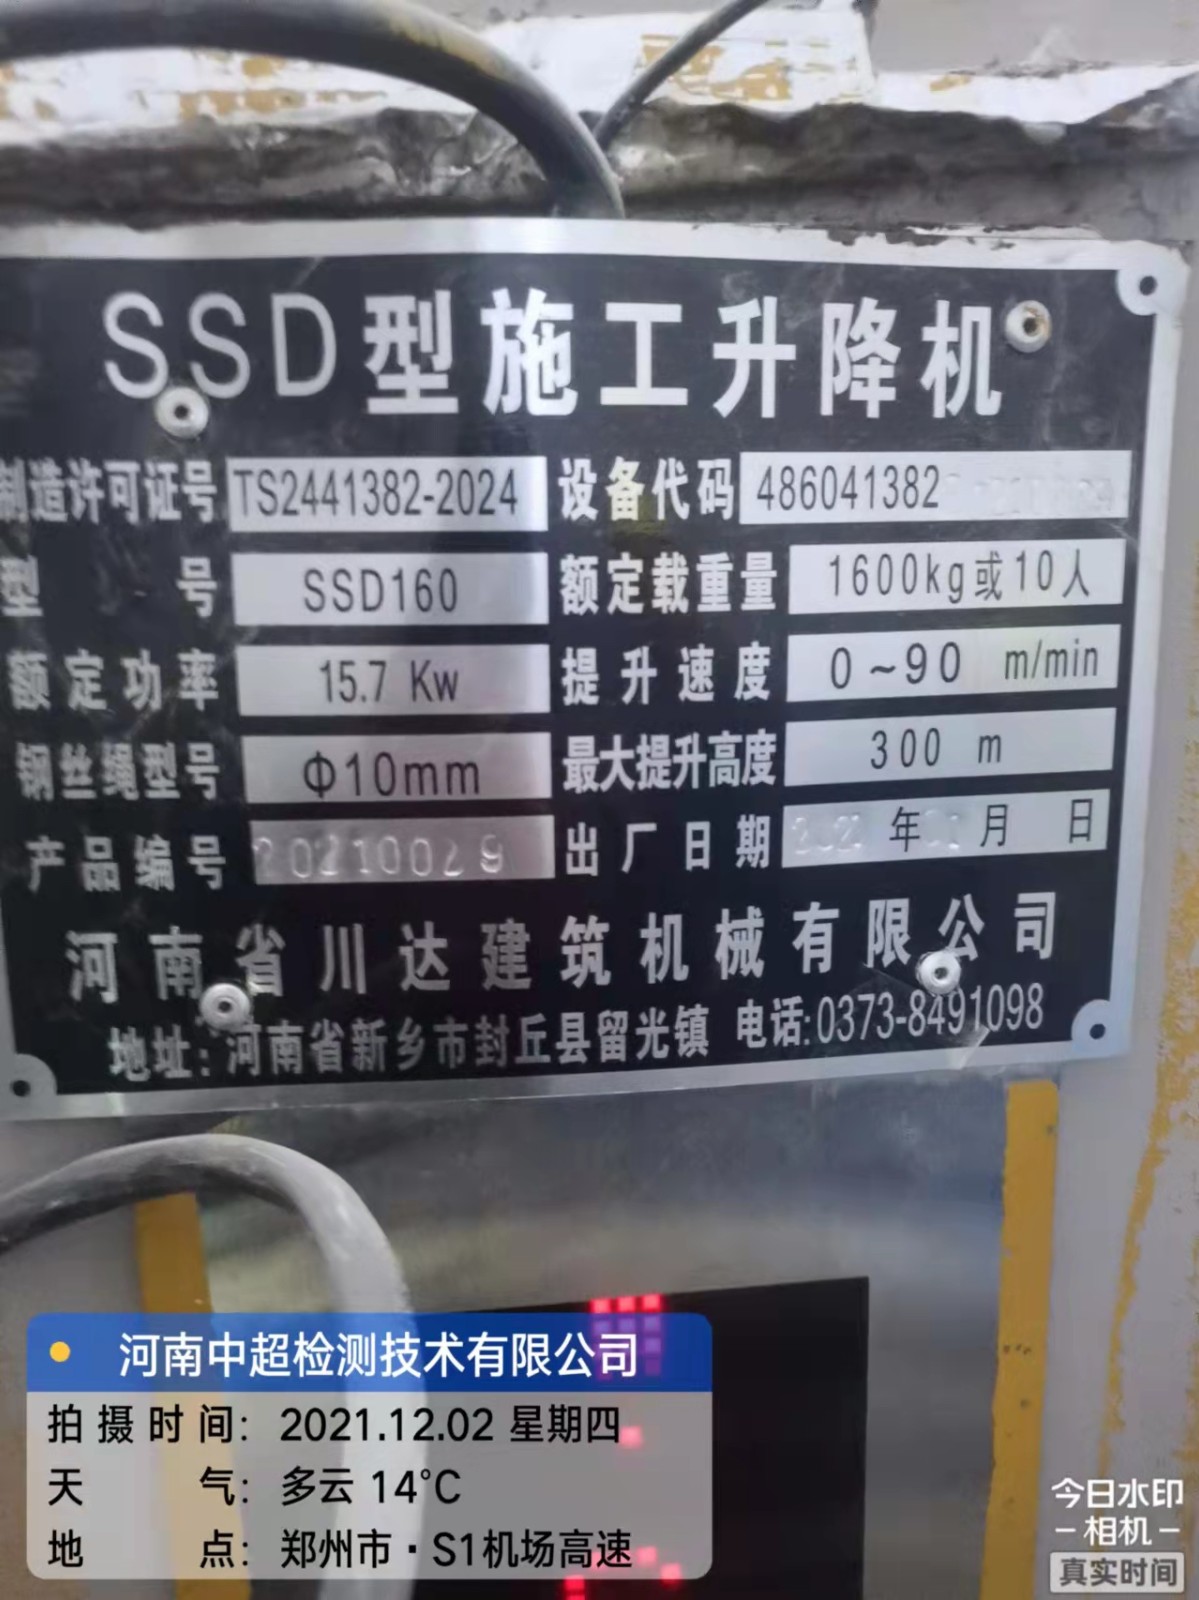 SSD型施工升降机
制造许可证号 TS2441382-2024 设备代码 486041382
型号 SSD160 额定载重量 1600kg或10人
额定功率 15.7 Kw 提升速度 0~90 m/min
钢丝绳型号 Φ10mm 最大提升高度 300 m
产品编号 20210029 出厂日期 年 月 日
河南省川达建筑机械有限公司
地址:河南省新乡市封丘县留光镇 电话:0373-8491098
河南中超检测技术有限公司
拍摄时间: 2021.12.02 星期四
天气: 多云 14℃
地点: 郑州市·S1机场高速
今日水印
-相机-
真实时间